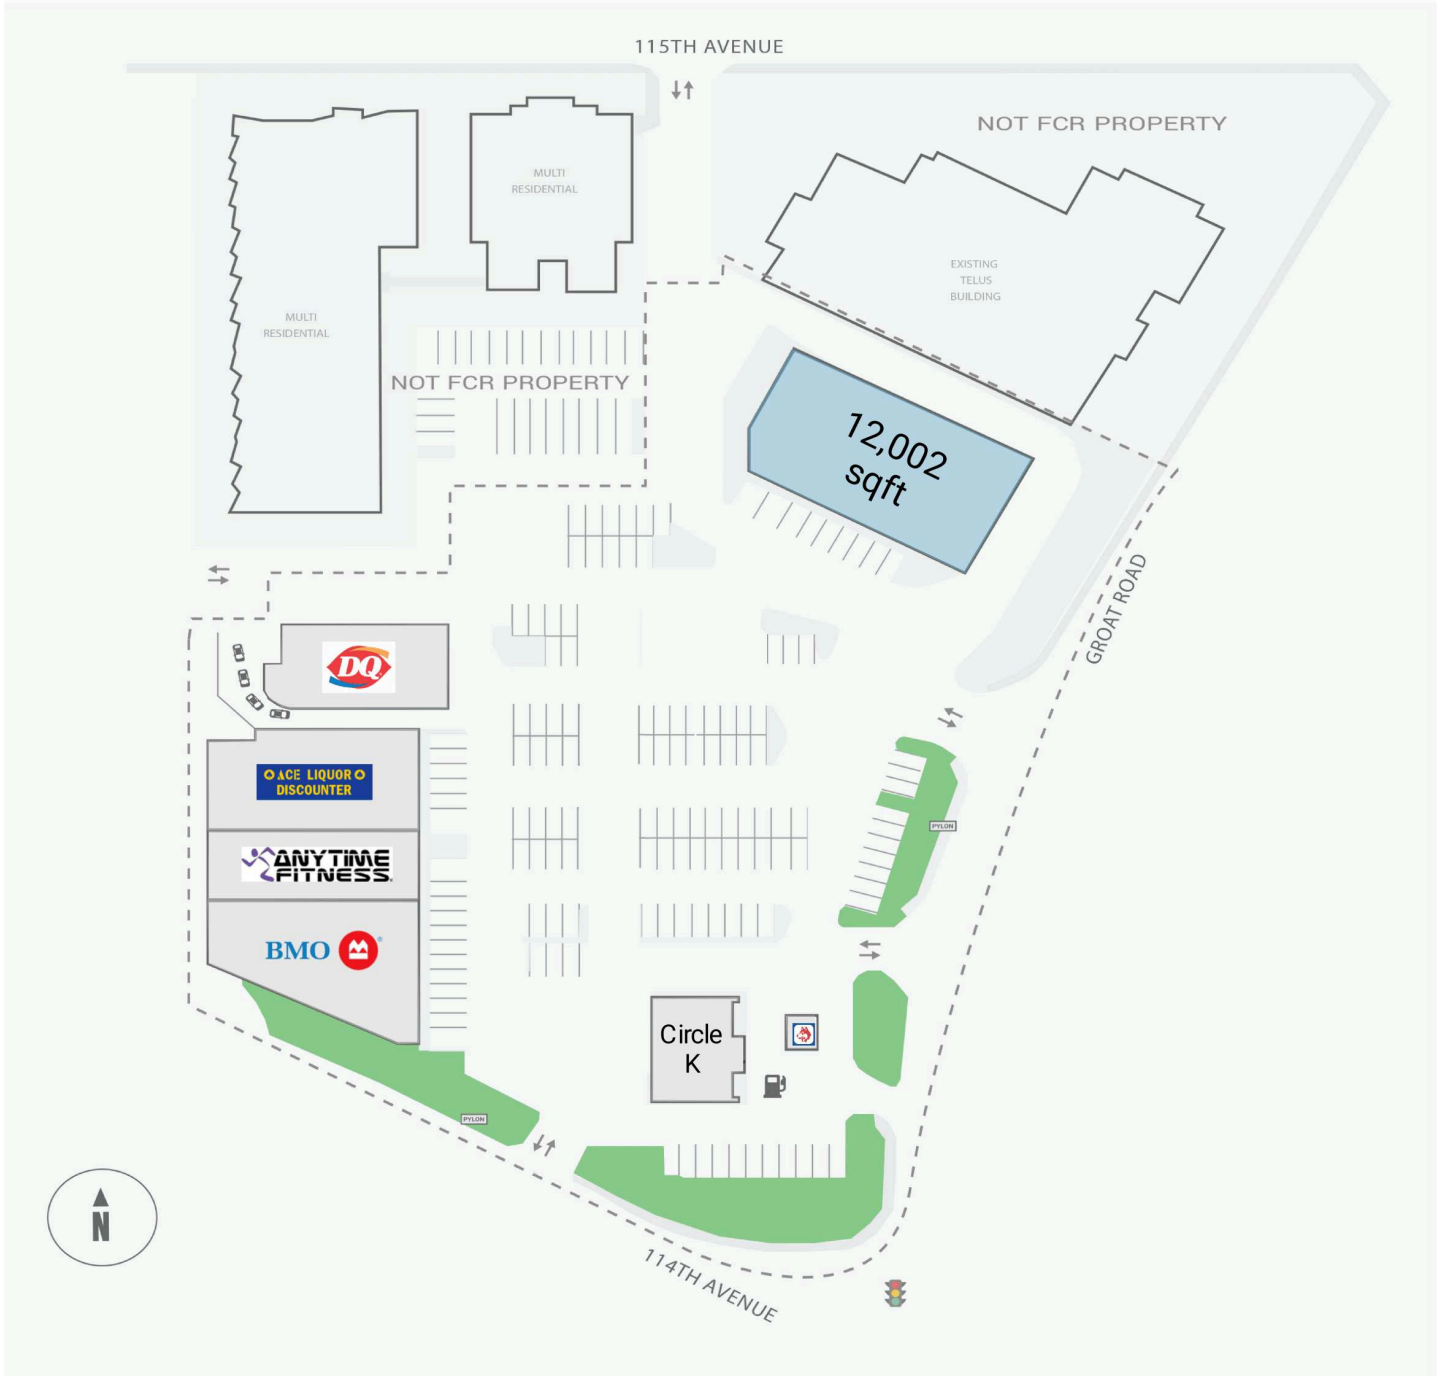 115TH AVENUE
NOT FCR PROPERTY
MULTI
RESIDENTIAL
EXISTING
TELUS
BUILDING
MULTI
RESIDENTIAL
NOT FCR PROPERTY
12,002
sqft
GROAT ROAD
DQ
ACE LIQUOR
DISCOUNTER
PYLON
ANYTIME
FITNESS
BMO
Circle
K
PYLON
N
114TH AVENUE